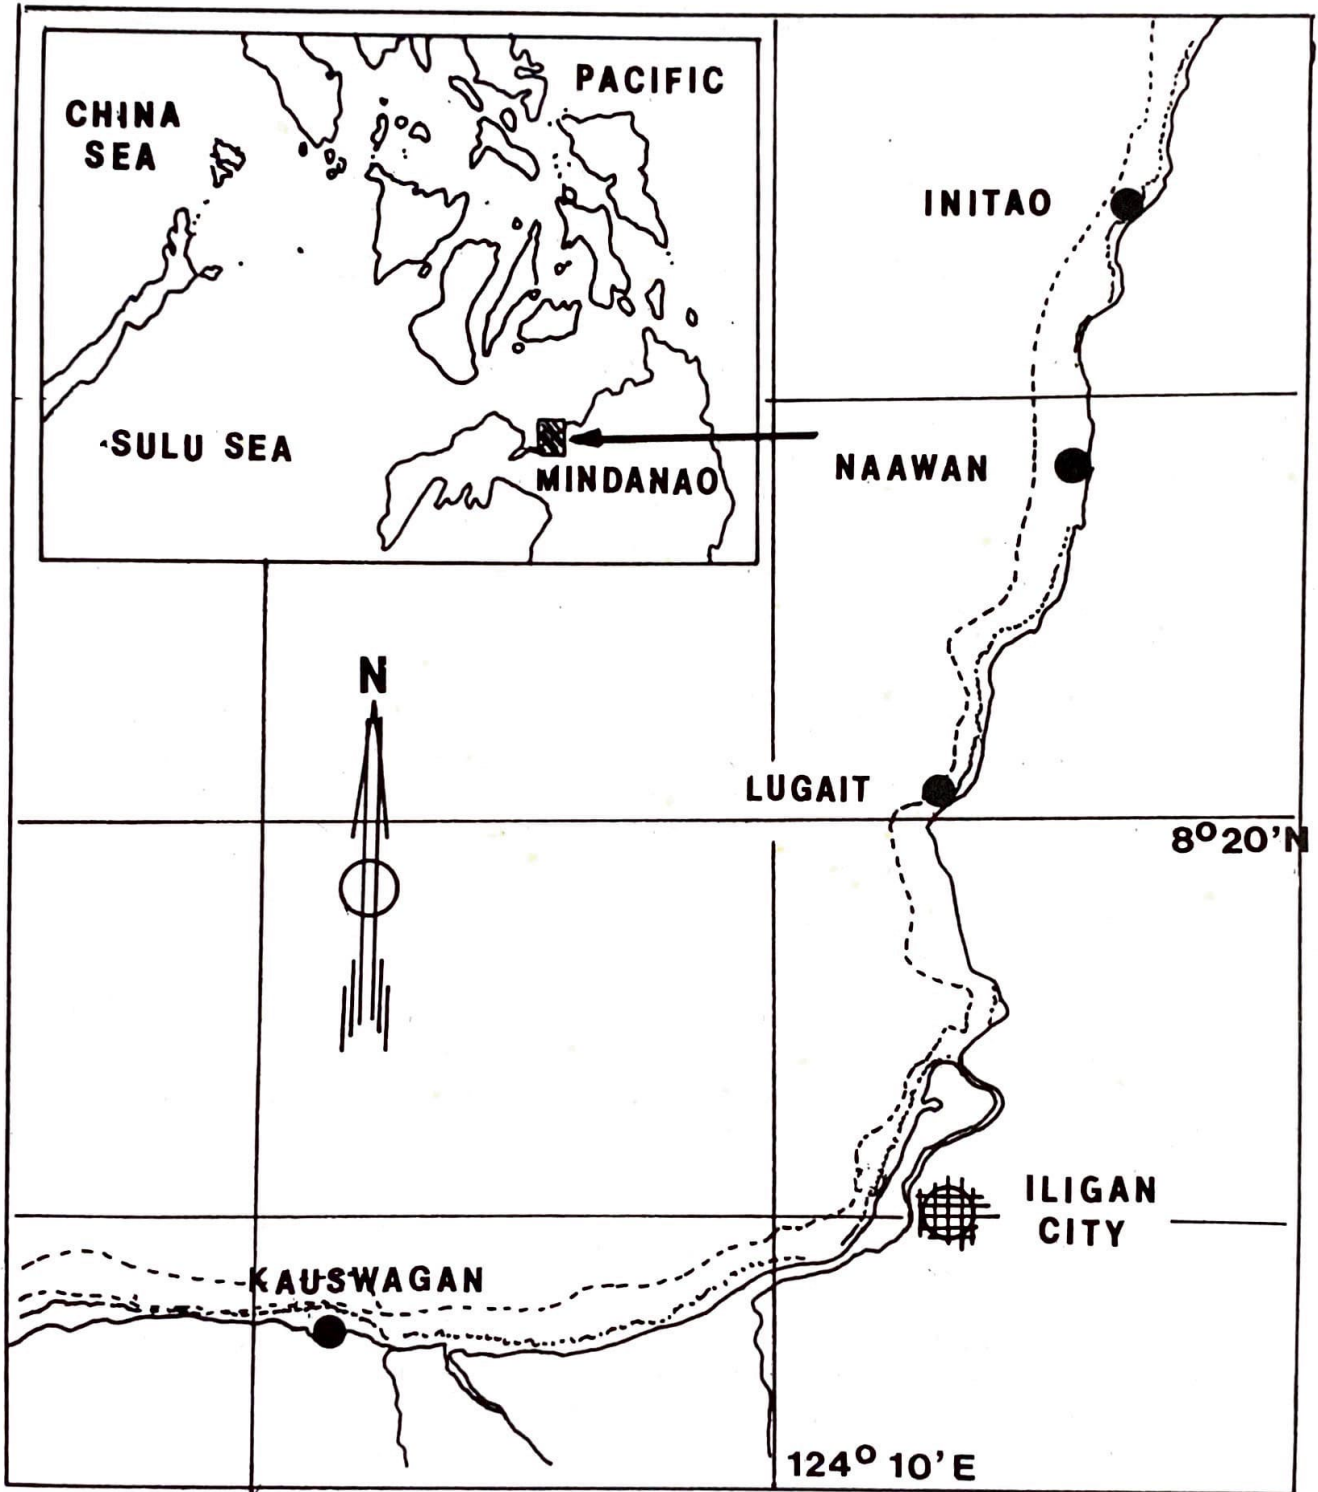 CHINA
SEA
PACIFIC
SULU SEA
MINDANAO
INITAO
NAAWAN
N
LUGAIT
8°20'N
ILIGAN
CITY
KAUSWAGAN
124° 10'E